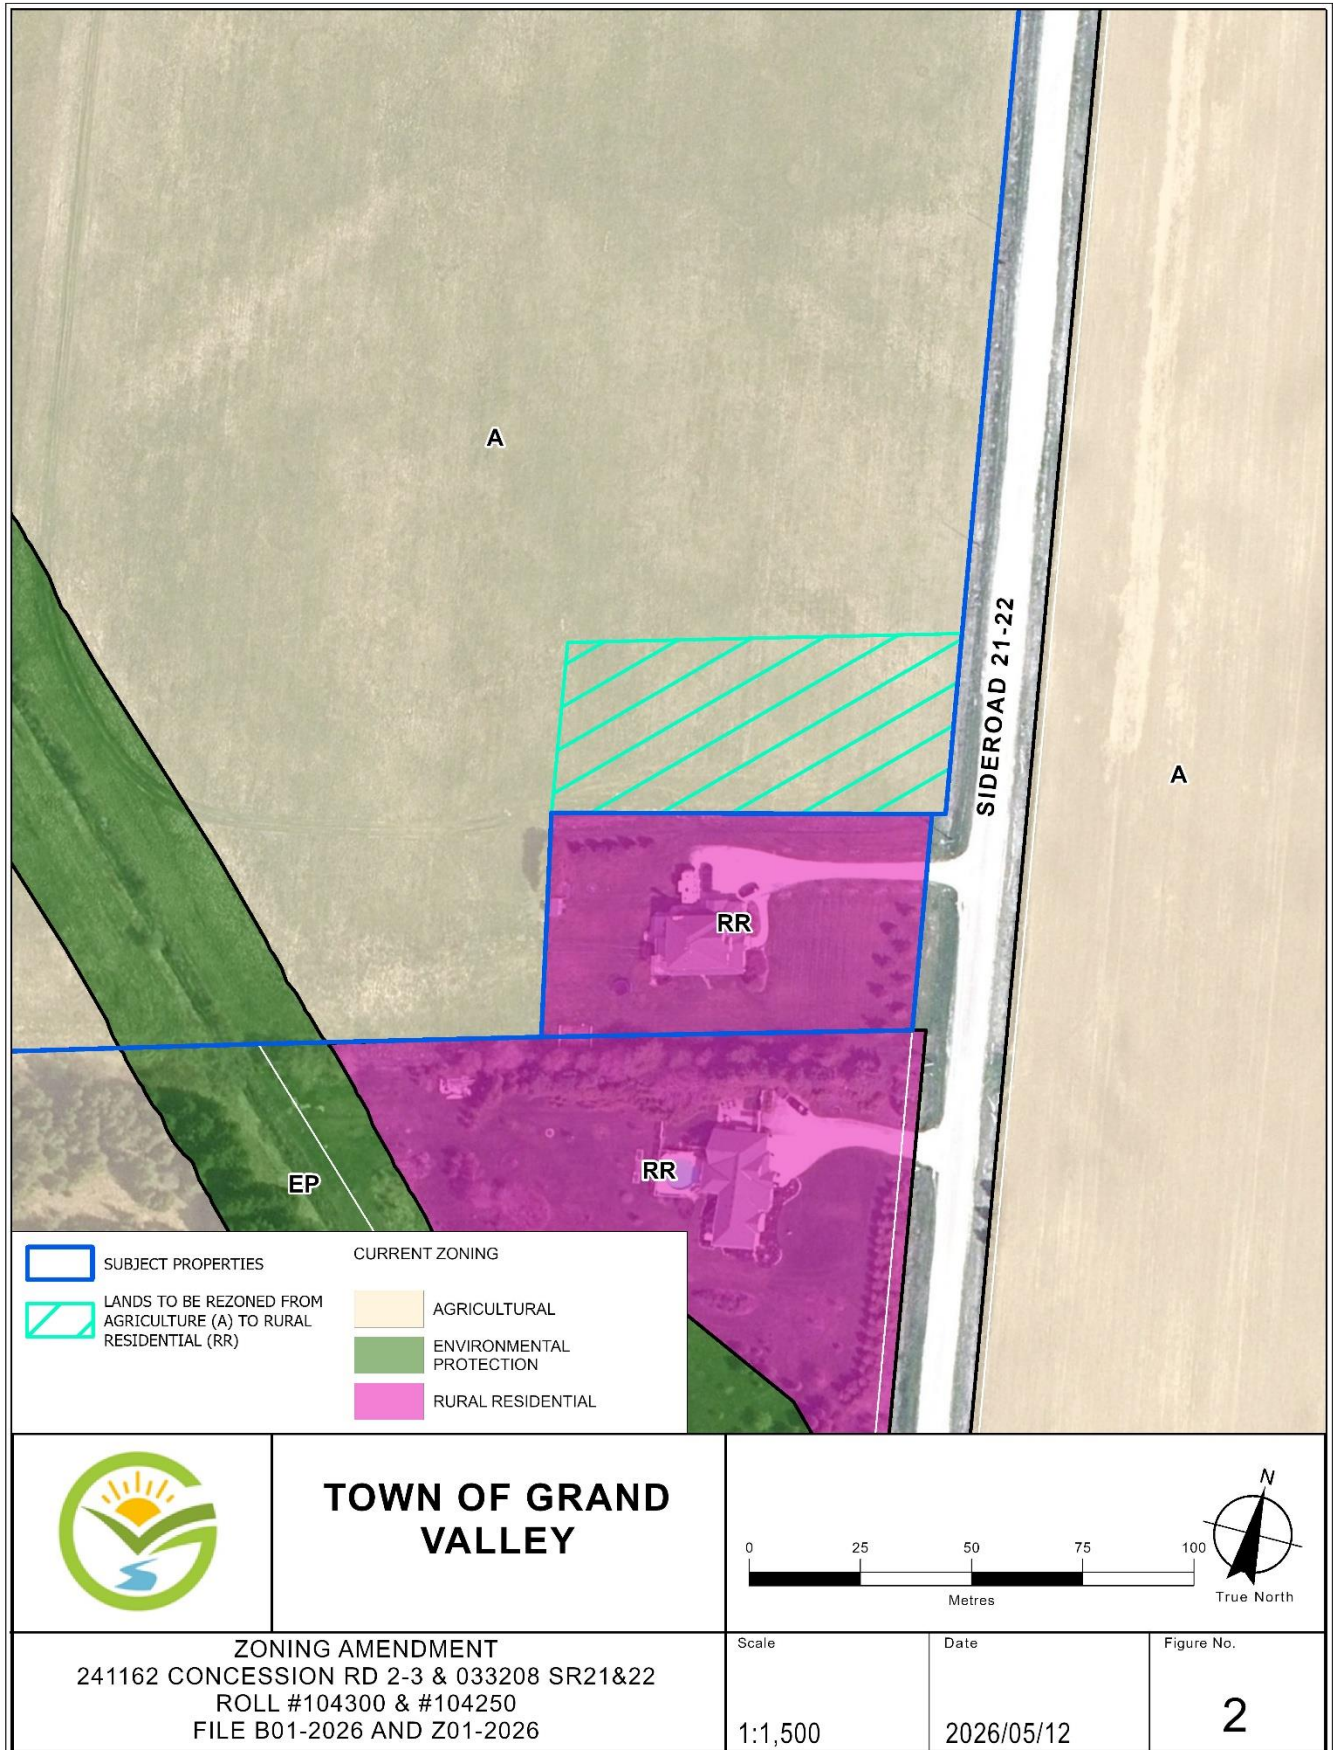 A
SIDEROAD 21-22
A
RR
RR
EP
SUBJECT PROPERTIES
LANDS TO BE REZONED FROM
AGRICULTURE (A) TO RURAL
RESIDENTIAL (RR)
CURRENT ZONING
AGRICULTURAL
ENVIRONMENTAL
PROTECTION
RURAL RESIDENTIAL
TOWN OF GRAND
VALLEY
0 25 50 75 100
Metres
N
True North
ZONING AMENDMENT
241162 CONCESSION RD 2-3 & 033208 SR21&22
ROLL #104300 & #104250
FILE B01-2026 AND Z01-2026
Scale
1:1,500
Date
2026/05/12
Figure No.
2